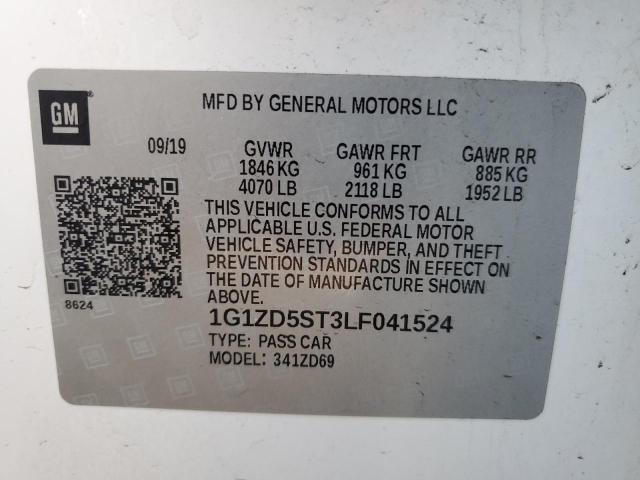 GM
MFD BY GENERAL MOTORS LLC
09/19 GVWR GAWR FRT GAWR RR
1846 KG 961 KG 885 KG
4070 LB 2118 LB 1952 LB
THIS VEHICLE CONFORMS TO ALL
APPLICABLE U.S. FEDERAL MOTOR
VEHICLE SAFETY, BUMPER, AND THEFT
PREVENTION STANDARDS IN EFFECT ON
THE DATE OF MANUFACTURE SHOWN
ABOVE.
8624
1G1ZD5ST3LF041524
TYPE: PASS CAR
MODEL: 341ZD69